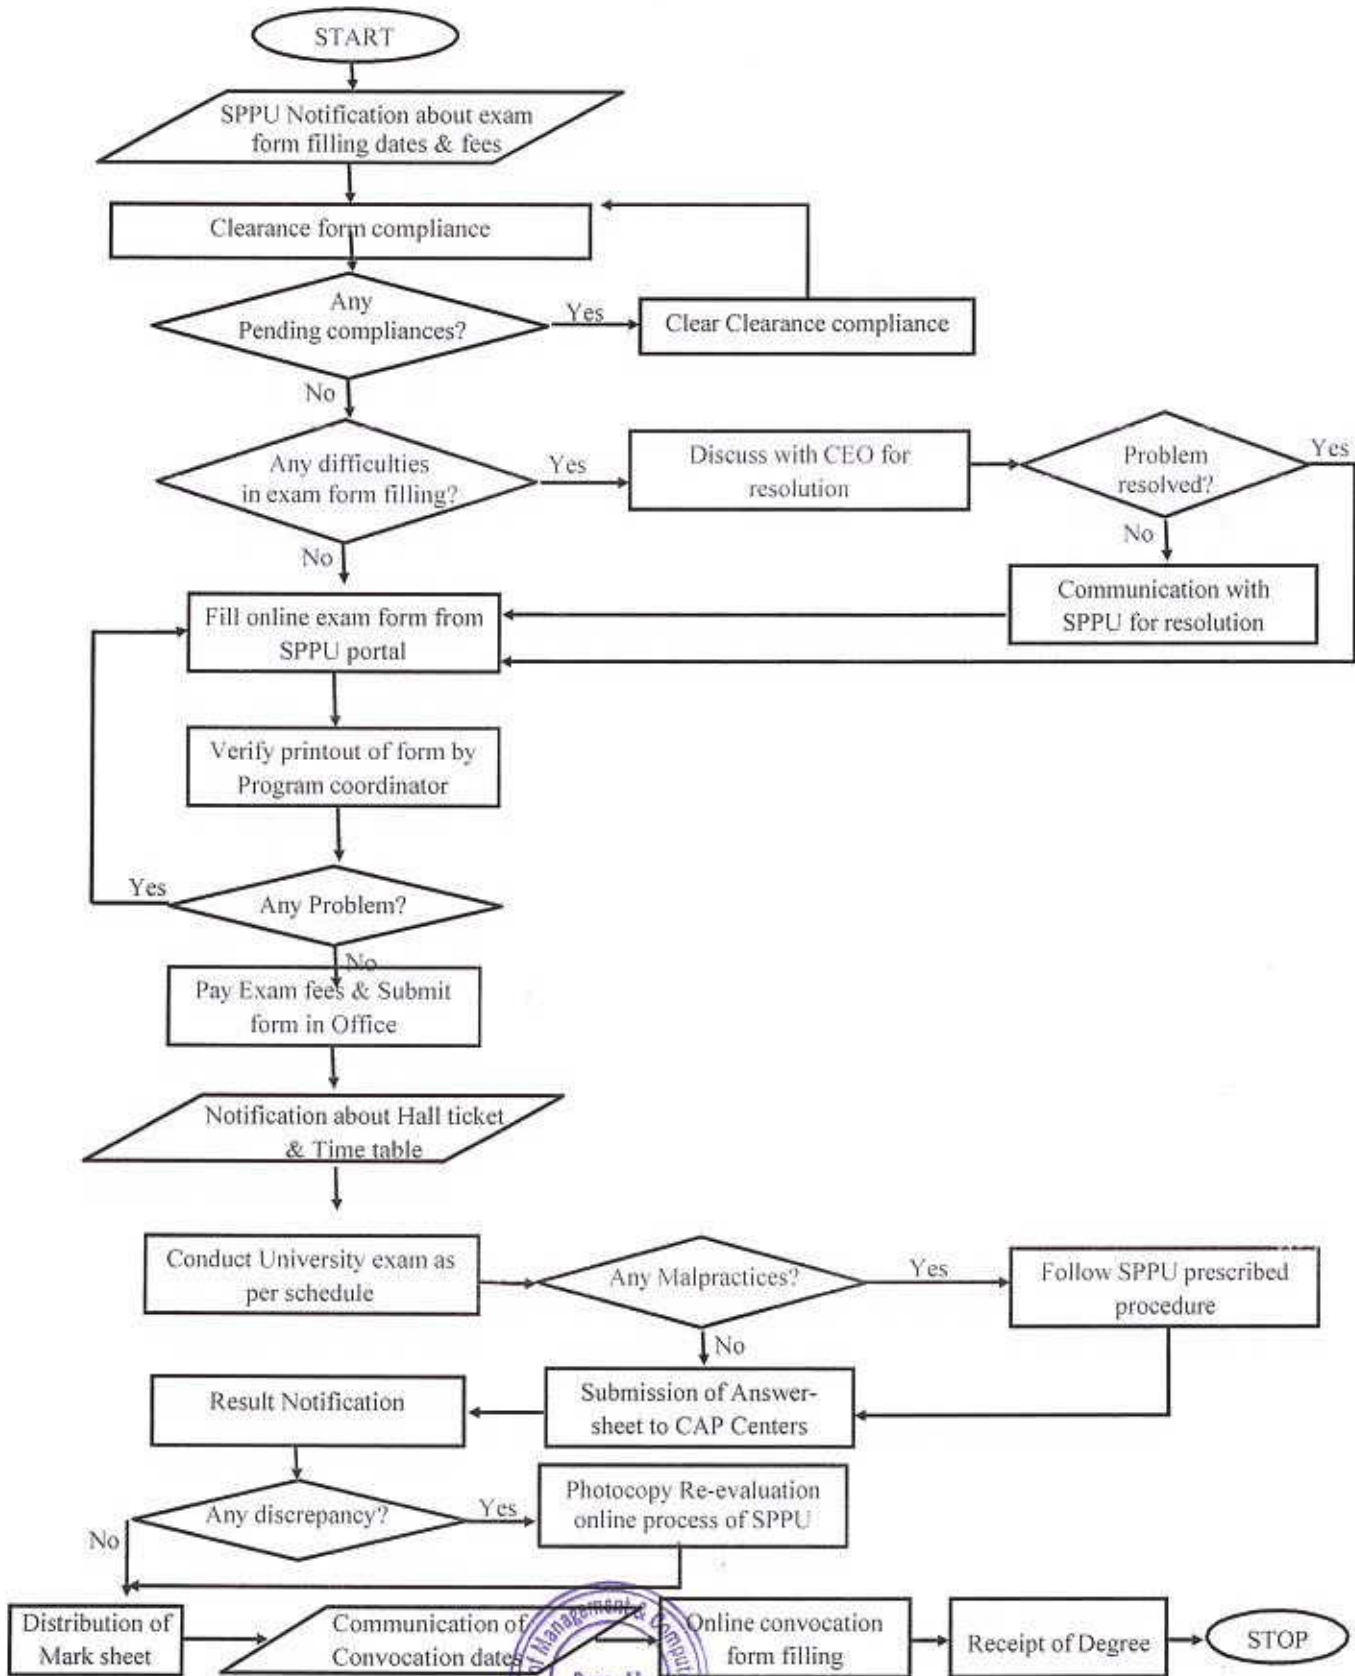 START
SPPU Notification about exam
form filling dates & fees
Clearance form compliance
Any
Pending compliances?
Yes
Clear Clearance compliance
No
Any difficulties
in exam form filling?
Yes
Discuss with CEO for
resolution
Problem
resolved?
Yes
No
No
Communication with
SPPU for resolution
Fill online exam form from
SPPU portal
Verify printout of form by
Program coordinator
Yes
Any Problem?
No
Pay Exam fees & Submit
form in Office
Notification about Hall ticket
& Time table
Conduct University exam as
per schedule
Any Malpractices?
Yes
Follow SPPU prescribed
procedure
No
Result Notification
Submission of Answer-
sheet to CAP Centers
Any discrepancy?
Yes
Photocopy Re-evaluation
online process of SPPU
No
Distribution of
Mark sheet
Communication of
Convocation dates
of Management &
Online convocation
form filling
Receipt of Degree
STOP